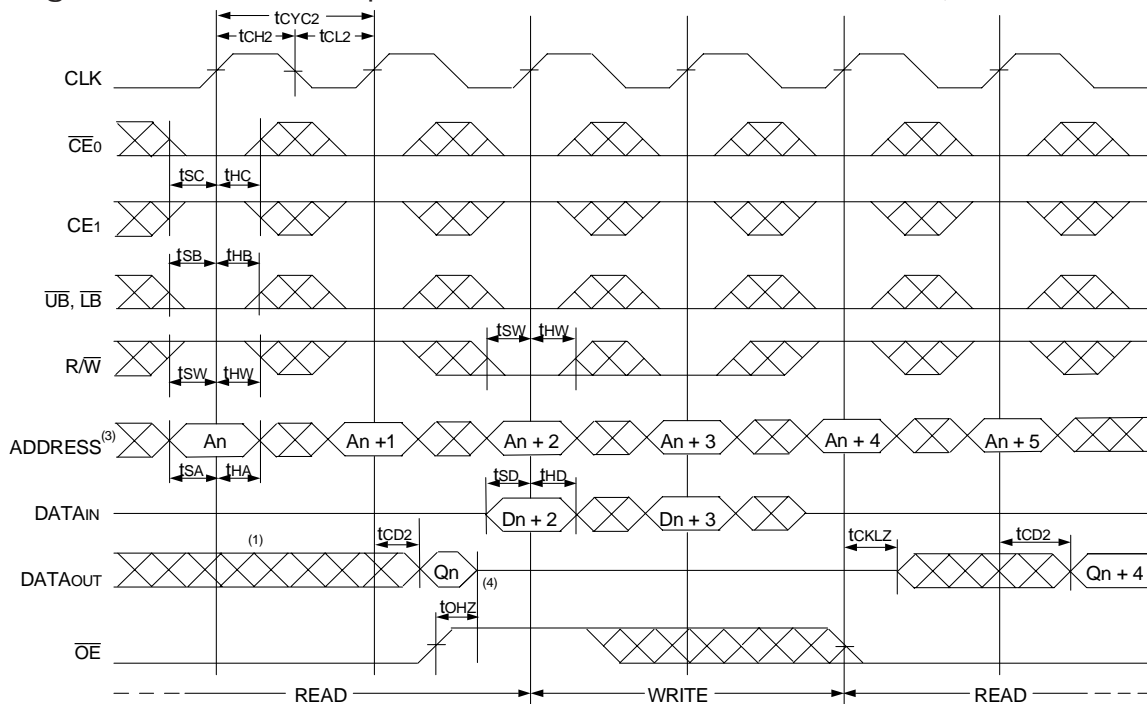 tCYC2
tCH2 tCL2
CLK
CE0
tSC tHC
CE1
tSB tHB
UB, LB
tSW tHW
R/W
tSW tHW
ADDRESS(3) An An +1 An + 2 An + 3 An + 4 An + 5
tSA tHA tSD tHD
DATAIN Dn + 2 Dn + 3
(1) tCD2 tCKLZ tCD2
DATAOUT Qn (4) Qn + 4
tOHZ
OE
READ WRITE READ